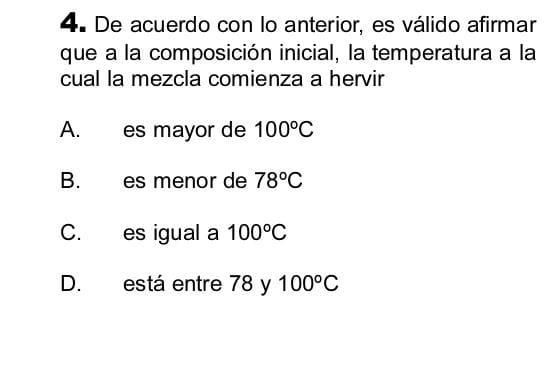 4. De acuerdo con lo anterior, es válido afirmar
que a la composición inicial, la temperatura a la
cual la mezcla comienza a hervir
A. es mayor de 100ºC
B. es menor de 78ºC
C. es igual a 100ºC
D. está entre 78 y 100ºC